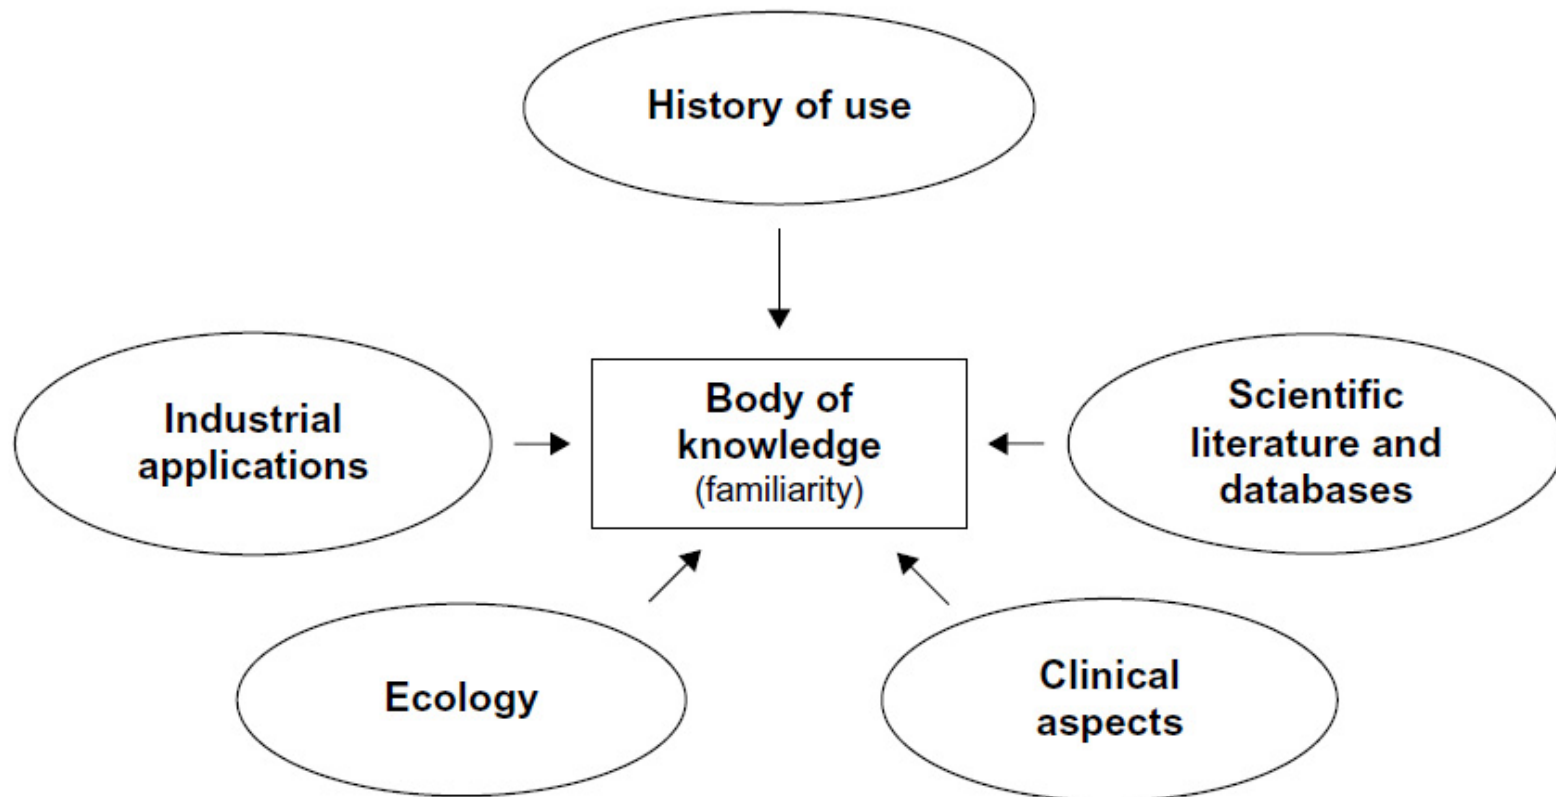 History of use
Industrial
applications
Body of
knowledge
(familiarity)
Scientific
literature and
databases
Ecology
Clinical
aspects